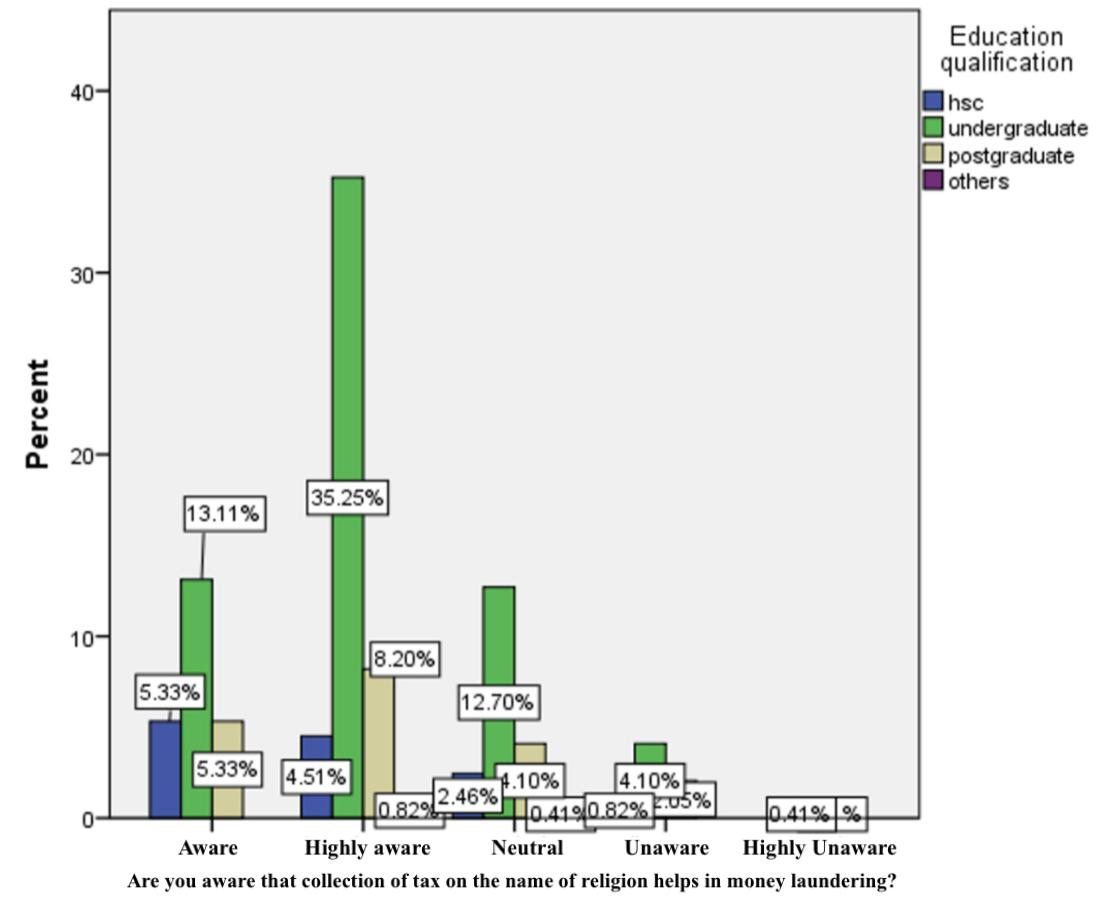 Education
qualification
hsc
undergraduate
postgraduate
others
Percent
40
30
20
10
0
13.11%
35.25%
8.20%
5.33%
12.70%
5.33%
4.51%
4.10%
4.10%
2.46%
0.82%
0.41%
0.82%
0.41%
%
Aware
Highly aware
Neutral
Unaware
Highly Unaware
Are you aware that collection of tax on the name of religion helps in money laundering?